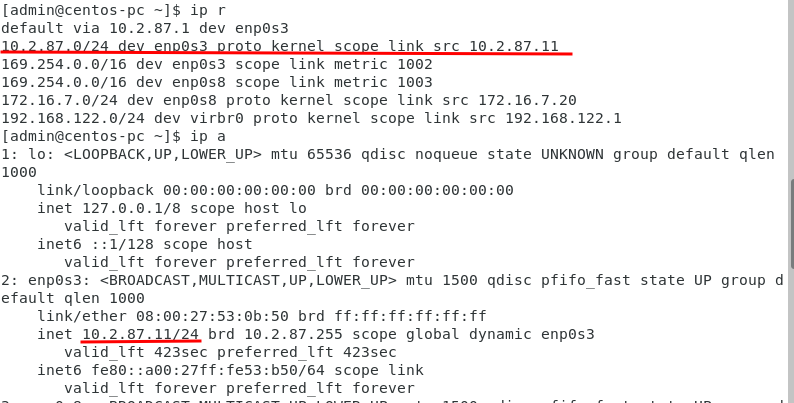 [admin@centos-pc ~]$ ip r
default via 10.2.87.1 dev enp0s3
10.2.87.0/24 dev enp0s3 proto kernel scope link src 10.2.87.11
169.254.0.0/16 dev enp0s3 scope link metric 1002
169.254.0.0/16 dev enp0s8 scope link metric 1003
172.16.7.0/24 dev enp0s8 proto kernel scope link src 172.16.7.20
192.168.122.0/24 dev virbr0 proto kernel scope link src 192.168.122.1
[admin@centos-pc ~]$ ip a
1: lo: <LOOPBACK,UP,LOWER_UP> mtu 65536 qdisc noqueue state UNKNOWN group default qlen
1000
    link/loopback 00:00:00:00:00:00 brd 00:00:00:00:00:00
    inet 127.0.0.1/8 scope host lo
       valid_lft forever preferred_lft forever
    inet6 ::1/128 scope host
       valid_lft forever preferred_lft forever
2: enp0s3: <BROADCAST,MULTICAST,UP,LOWER_UP> mtu 1500 qdisc pfifo_fast state UP group d
efault qlen 1000
    link/ether 08:00:27:53:0b:50 brd ff:ff:ff:ff:ff:ff
    inet 10.2.87.11/24 brd 10.2.87.255 scope global dynamic enp0s3
       valid_lft 423sec preferred_lft 423sec
    inet6 fe80::a00:27ff:fe53:b50/64 scope link
       valid_lft forever preferred_lft forever